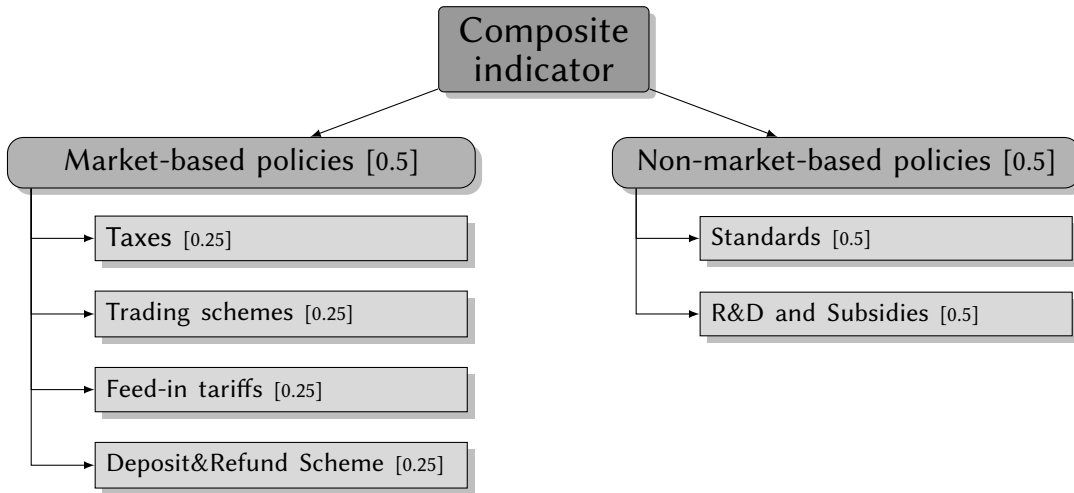 Composite
indicator
Market-based policies [0.5]
Taxes [0.25]
Trading schemes [0.25]
Feed-in tariffs [0.25]
Deposit&Refund Scheme [0.25]
Non-market-based policies [0.5]
Standards [0.5]
R&D and Subsidies [0.5]